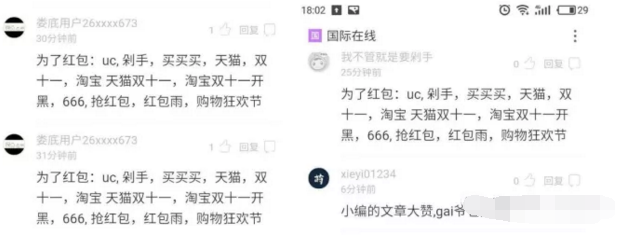 娄底用户26xxxx673
30分钟前
1 回复
为了红包：uc, 剁手，买买买，天猫，双
十一，淘宝 天猫双十一，淘宝双十一开
黑，666, 抢红包，红包雨，购物狂欢节
娄底用户26xxxx673
31分钟前
1 回复
为了红包：uc, 剁手，买买买，天猫，双
十一，淘宝 天猫双十一，淘宝双十一开
黑，666, 抢红包，红包雨，购物狂欢节
18:02
29
国 国际在线
我不管就是要剁手
25分钟前
0 回复
为了红包：uc, 剁手，买买买，天猫，双
十一，淘宝 天猫双十一，淘宝双十一开
黑，666, 抢红包，红包雨，购物狂欢节
xieyi01234
6分钟前
0 回复
小编的文章大赞,gai爷